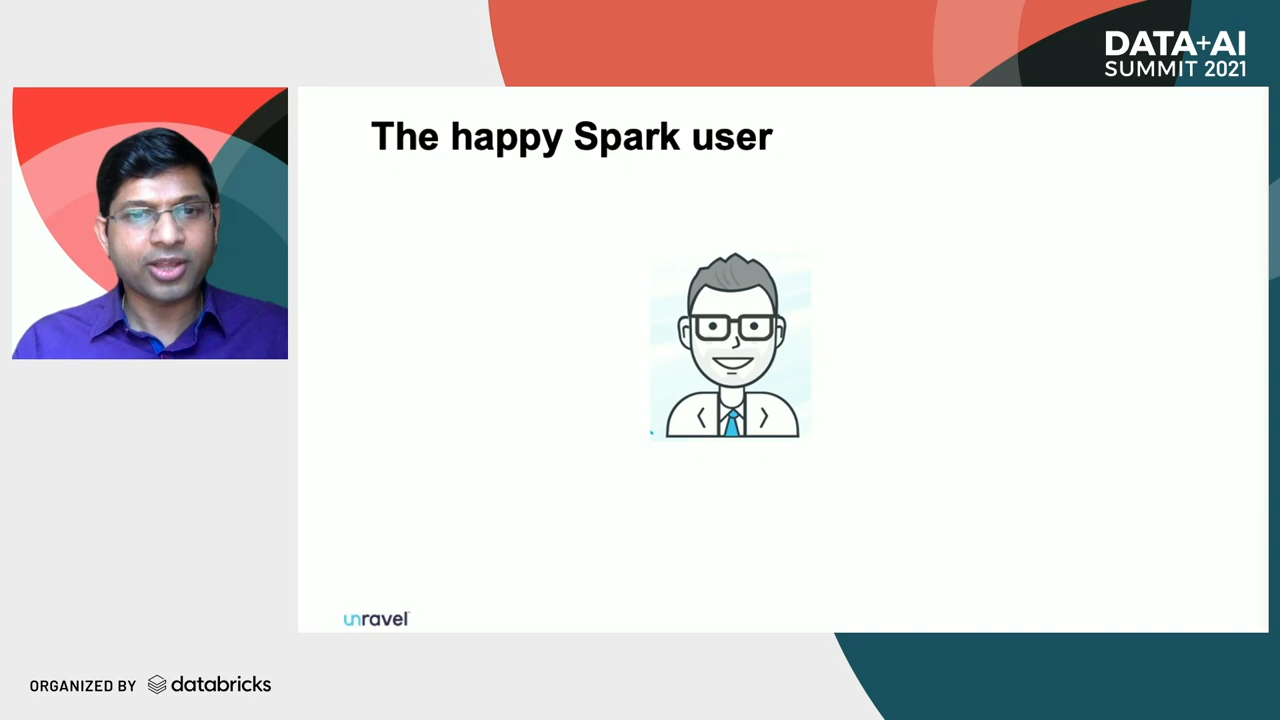 DATA+AI
SUMMIT 2021
The happy Spark user
unravel
ORGANIZED BY databricks